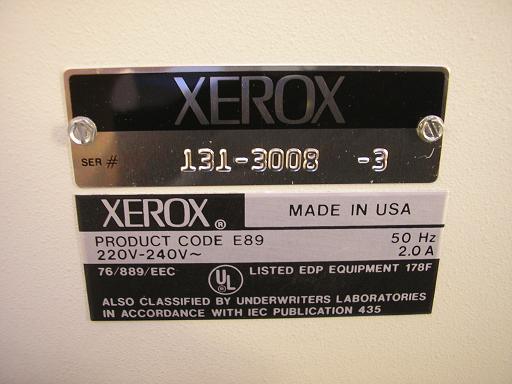 XEROX
SER # 131-3008 -3
XEROX® MADE IN USA
PRODUCT CODE E89 50 Hz
220V-240V~ 2.0 A
76/889/EEC UL ® LISTED EDP EQUIPMENT 178F
ALSO CLASSIFIED BY UNDERWRITERS LABORATORIES
IN ACCORDANCE WITH IEC PUBLICATION 435